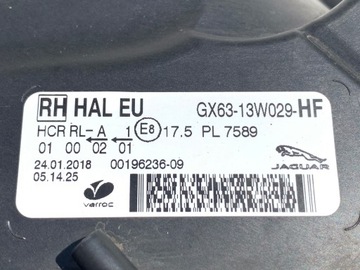 RH HAL EU GX63-13W029-HF
HCR RL-A 1 E8 17.5 PL 7589
01 00 02 01
24.01.2018 00196236-09
05.14.25
varroc
JAGUAR